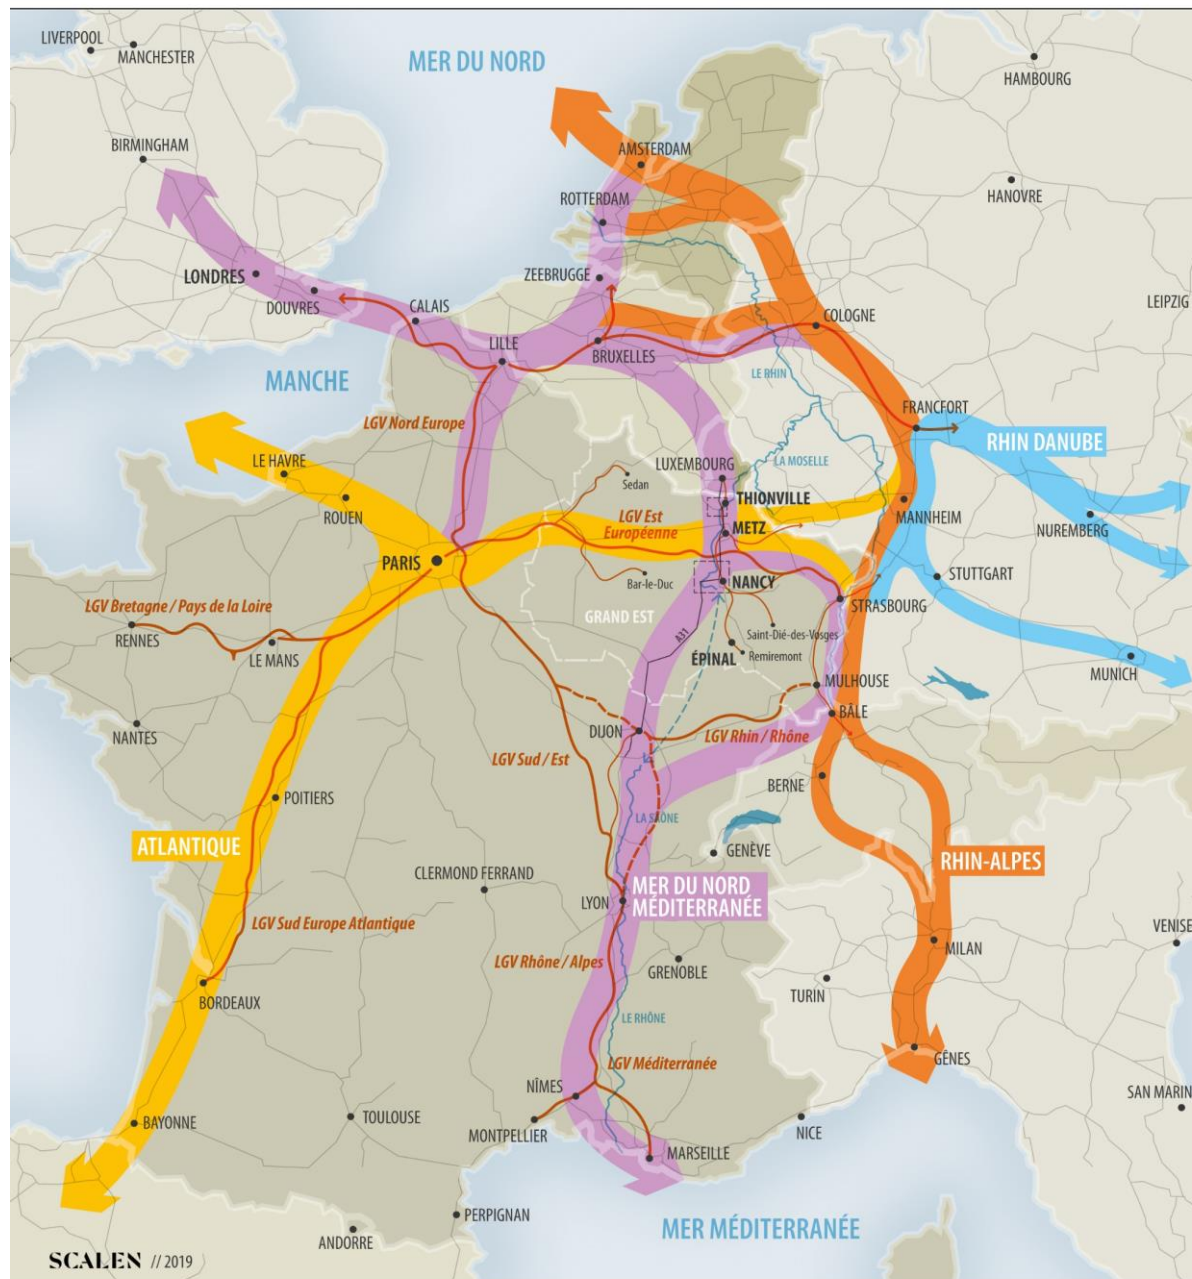 LIVERPOOL
MANCHESTER
MER DU NORD
HAMBOURG
BIRMINGHAM
AMSTERDAM
HANOVRE
ROTTERDAM
LONDRES
ZEEBRUGGE
DOUVRES
CALAIS
LEIPZIG
COLOGNE
LILLE
BRUXELLES
MANCHE
LE RHIN
FRANCFORT
LGV Nord Europe
RHIN DANUBE
LE HAVRE
LUXEMBOURG
LA MOSELLE
Sedan
THIONVILLE
ROUEN
LGV Est
Européenne
METZ
MANNHEIM
NUREMBERG
PARIS
Bar-le-Duc
NANCY
STUTTGART
LGV Bretagne / Pays de la Loire
GRAND EST
STRASBOURG
RENNES
LE MANS
A31
Saint-Dié-des-Vosges
ÉPINAL
Remiremont
MUNICH
MULHOUSE
NANTES
DIJON
LGV Rhin / Rhône
BÂLE
LGV Sud / Est
BERNE
POITIERS
LA SAÔNE
ATLANTIQUE
GENÈVE
RHIN-ALPES
CLERMOND FERRAND
MER DU NORD
MÉDITERRANÉE
LYON
LGV Sud Europe Atlantique
VENISE
MILAN
LGV Rhône / Alpes
GRENOBLE
TURIN
BORDEAUX
LE RHÔNE
GÊNES
LGV Méditerranée
NÎMES
SAN MARIN
BAYONNE
TOULOUSE
MONTPELLIER
NICE
MARSEILLE
PERPIGNAN
MER MÉDITERRANÉE
ANDORRE
SCALEN // 2019